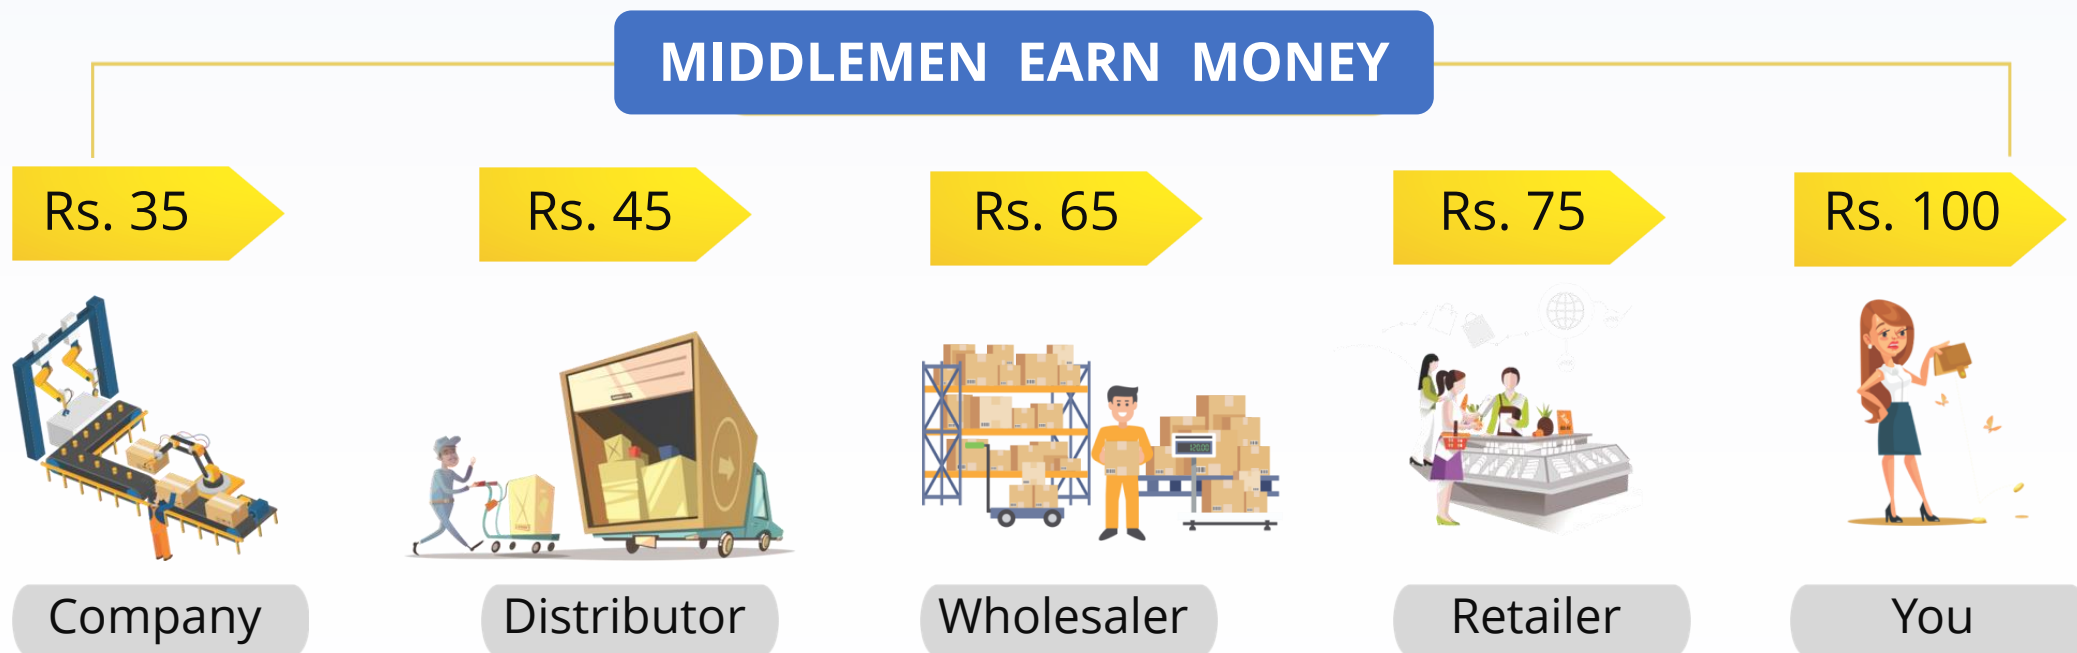 MIDDLEMEN EARN MONEY
Rs. 35 Rs. 45 Rs. 65 Rs. 75 Rs. 100
Company Distributor Wholesaler Retailer You